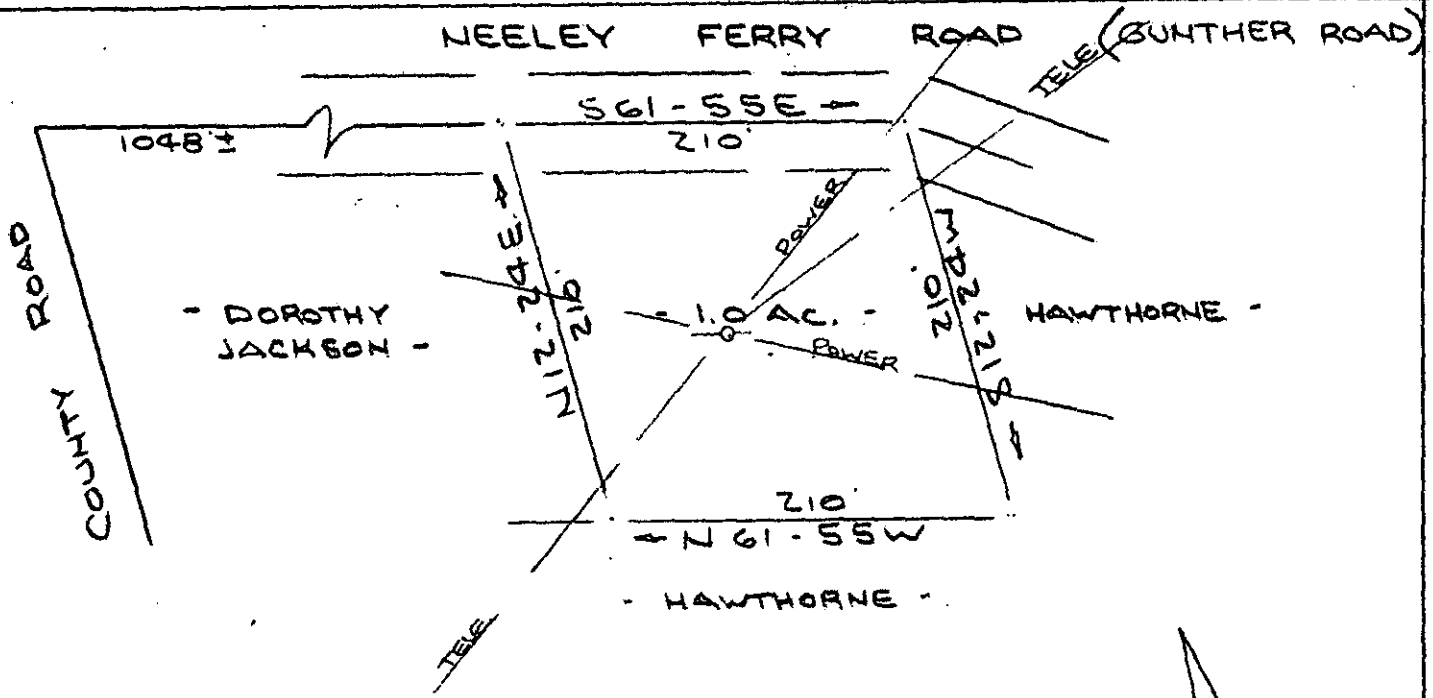 NEELEY FERRY ROAD (GUNTHER ROAD)
TELE
S61-55E
210'
1048'±
COUNTY ROAD
- DOROTHY
JACKSON -
N12-24E
210'
POWER
- 1.0 AC. -
POWER
S12-24W
210'
HAWTHORNE -
210'
N61-55W
- HAWTHORNE -
TELE